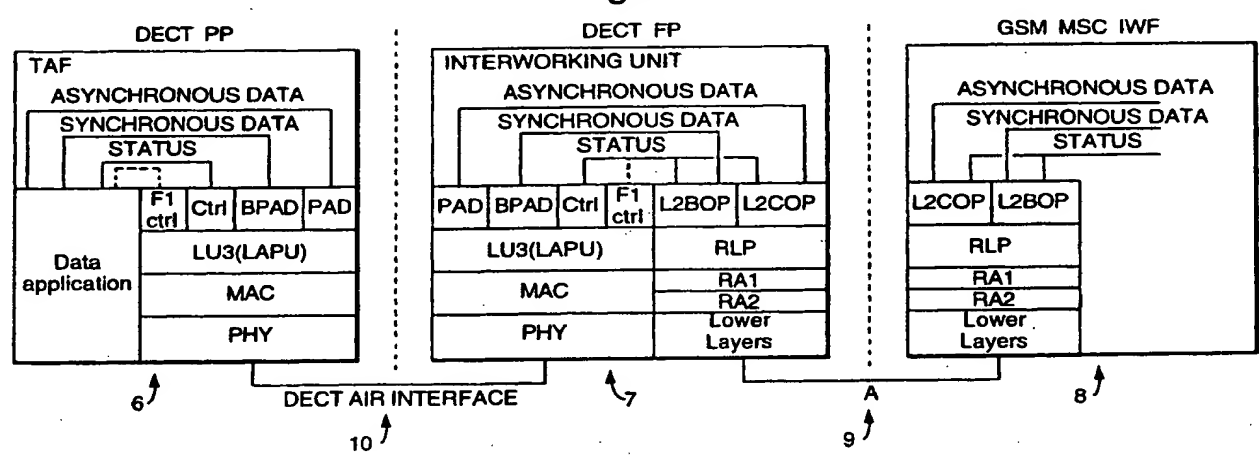 DECT PP
TAF
ASYNCHRONOUS DATA
SYNCHRONOUS DATA
STATUS
Data
application
F1
ctrl
Ctrl
BPAD
PAD
LU3(LAPU)
MAC
PHY
6
DECT AIR INTERFACE
10
DECT FP
INTERWORKING UNIT
ASYNCHRONOUS DATA
SYNCHRONOUS DATA
STATUS
PAD
BPAD
Ctrl
F1
ctrl
L2BOP
L2COP
LU3(LAPU)
MAC
PHY
RLP
RA1
RA2
Lower
Layers
7
A
9
GSM MSC IWF
ASYNCHRONOUS DATA
SYNCHRONOUS DATA
STATUS
L2COP
L2BOP
RLP
RA1
RA2
Lower
Layers
8